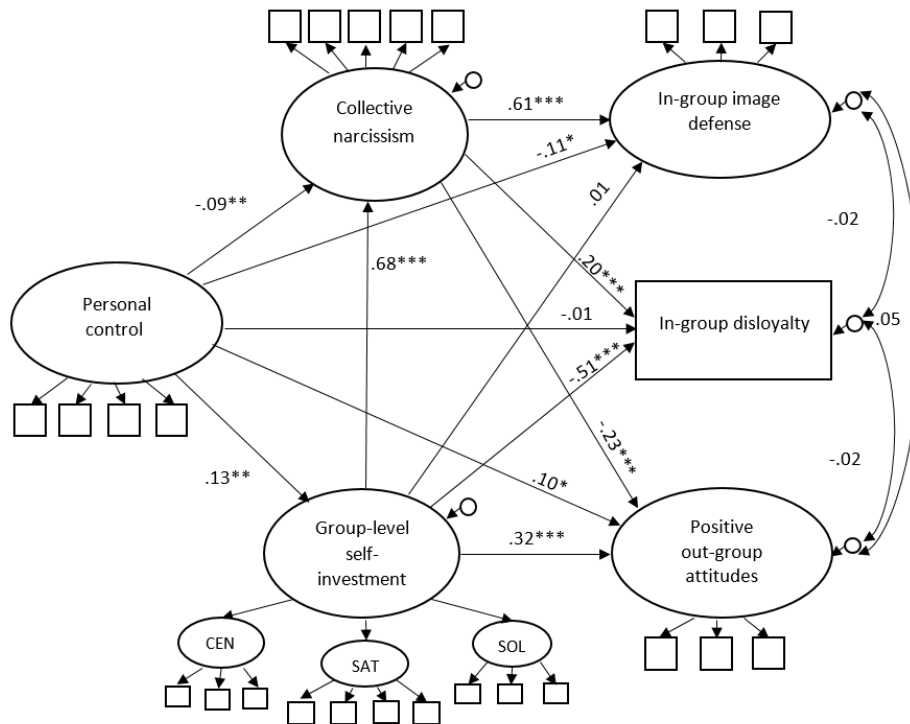 Collective
narcissism
In-group image
defense
.61***
-.11*
-.09**
.01
-.02
.68***
.20***
Personal
control
-.01
In-group disloyalty
.05
-.51***
-.23***
.13**
.10*
-.02
Group-level
self-
investment
.32***
Positive
out-group
attitudes
CEN
SAT
SOL